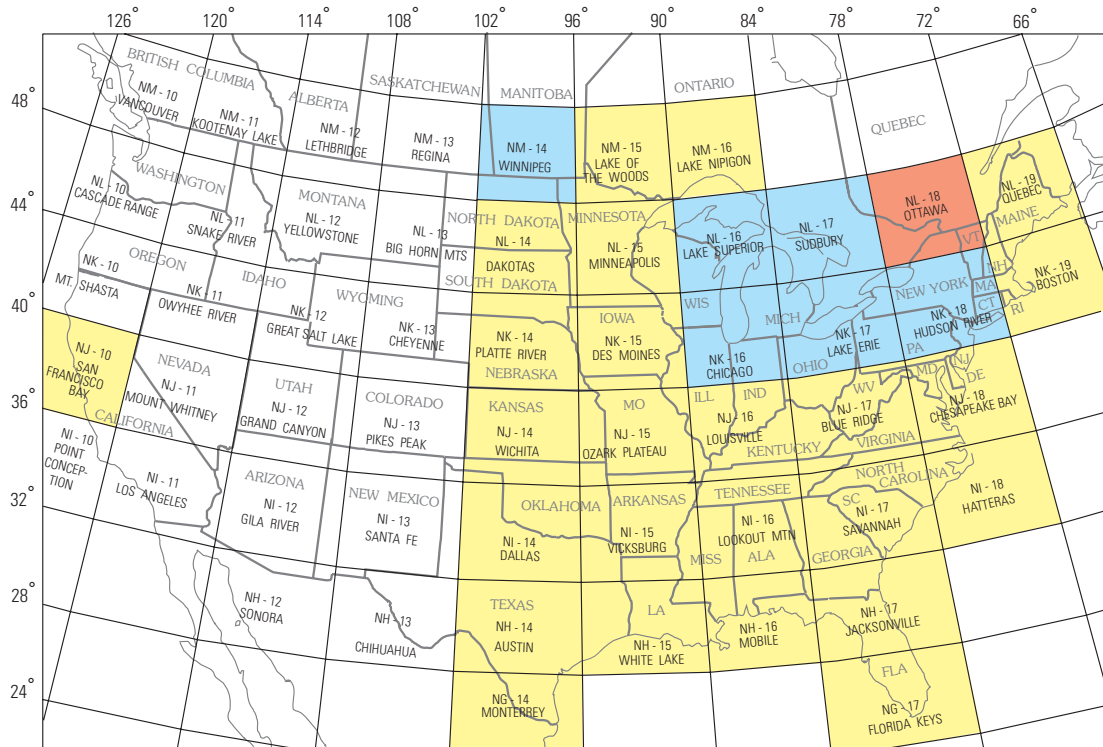 126° 120° 114° 108° 102° 96° 90° 84° 78° 72° 66°
48°
44°
40°
36°
32°
28°
24°
BRITISH COLUMBIA
ALBERTA
SASKATCHEWAN
MANITOBA
ONTARIO
QUEBEC
NM - 10
VANCOUVER
NM - 11
KOOTENAY LAKE
NM - 12
LETHBRIDGE
NM - 13
REGINA
NM - 14
WINNIPEG
NM - 15
LAKE OF
THE WOODS
NM - 16
LAKE NIPIGON
WASHINGTON
MONTANA
NORTH DAKOTA
MINNESOTA
MAINE
VT
NH
NL - 10
CASCADE RANGE
NL - 11
SNAKE RIVER
NL - 12
YELLOWSTONE
NL - 13
BIG HORN MTS
NL - 14
DAKOTAS
NL - 15
MINNEAPOLIS
NL - 16
LAKE SUPERIOR
NL - 17
SUDBURY
NL - 18
OTTAWA
NL - 19
QUEBEC
OREGON
IDAHO
WYOMING
SOUTH DAKOTA
IOWA
WIS
MICH
NEW YORK
MA
CT
RI
NK - 10
MT. SHASTA
NK - 11
OWYHEE RIVER
NK - 12
GREAT SALT LAKE
NK - 13
CHEYENNE
NK - 14
PLATTE RIVER
NK - 15
DES MOINES
NK - 16
CHICAGO
NK - 17
LAKE ERIE
NK - 18
HUDSON RIVER
NK - 19
BOSTON
NEVADA
UTAH
COLORADO
NEBRASKA
KANSAS
MO
ILL
IND
OHIO
PA
WV
MD
NJ
DE
NJ - 10
SAN
FRANCISCO
BAY
NJ - 11
MOUNT WHITNEY
NJ - 12
GRAND CANYON
NJ - 13
PIKES PEAK
NJ - 14
WICHITA
NJ - 15
OZARK PLATEAU
NJ - 16
LOUISVILLE
NJ - 17
BLUE RIDGE
NJ - 18
CHESAPEAKE BAY
CALIFORNIA
ARIZONA
NEW MEXICO
OKLAHOMA
ARKANSAS
KENTUCKY
VIRGINIA
TENNESSEE
NORTH
CAROLINA
SC
NI - 10
POINT
CONCEP-
TION
NI - 11
LOS ANGELES
NI - 12
GILA RIVER
NI - 13
SANTA FE
NI - 14
DALLAS
NI - 15
VICKSBURG
NI - 16
LOOKOUT MTN
NI - 17
SAVANNAH
NI - 18
HATTERAS
MISS
ALA
GEORGIA
TEXAS
LA
NH - 12
SONORA
NH - 13
CHIHUAHUA
NH - 14
AUSTIN
NH - 15
WHITE LAKE
NH - 16
MOBILE
NH - 17
JACKSONVILLE
FLA
NG - 14
MONTERREY
NG - 17
FLORIDA KEYS